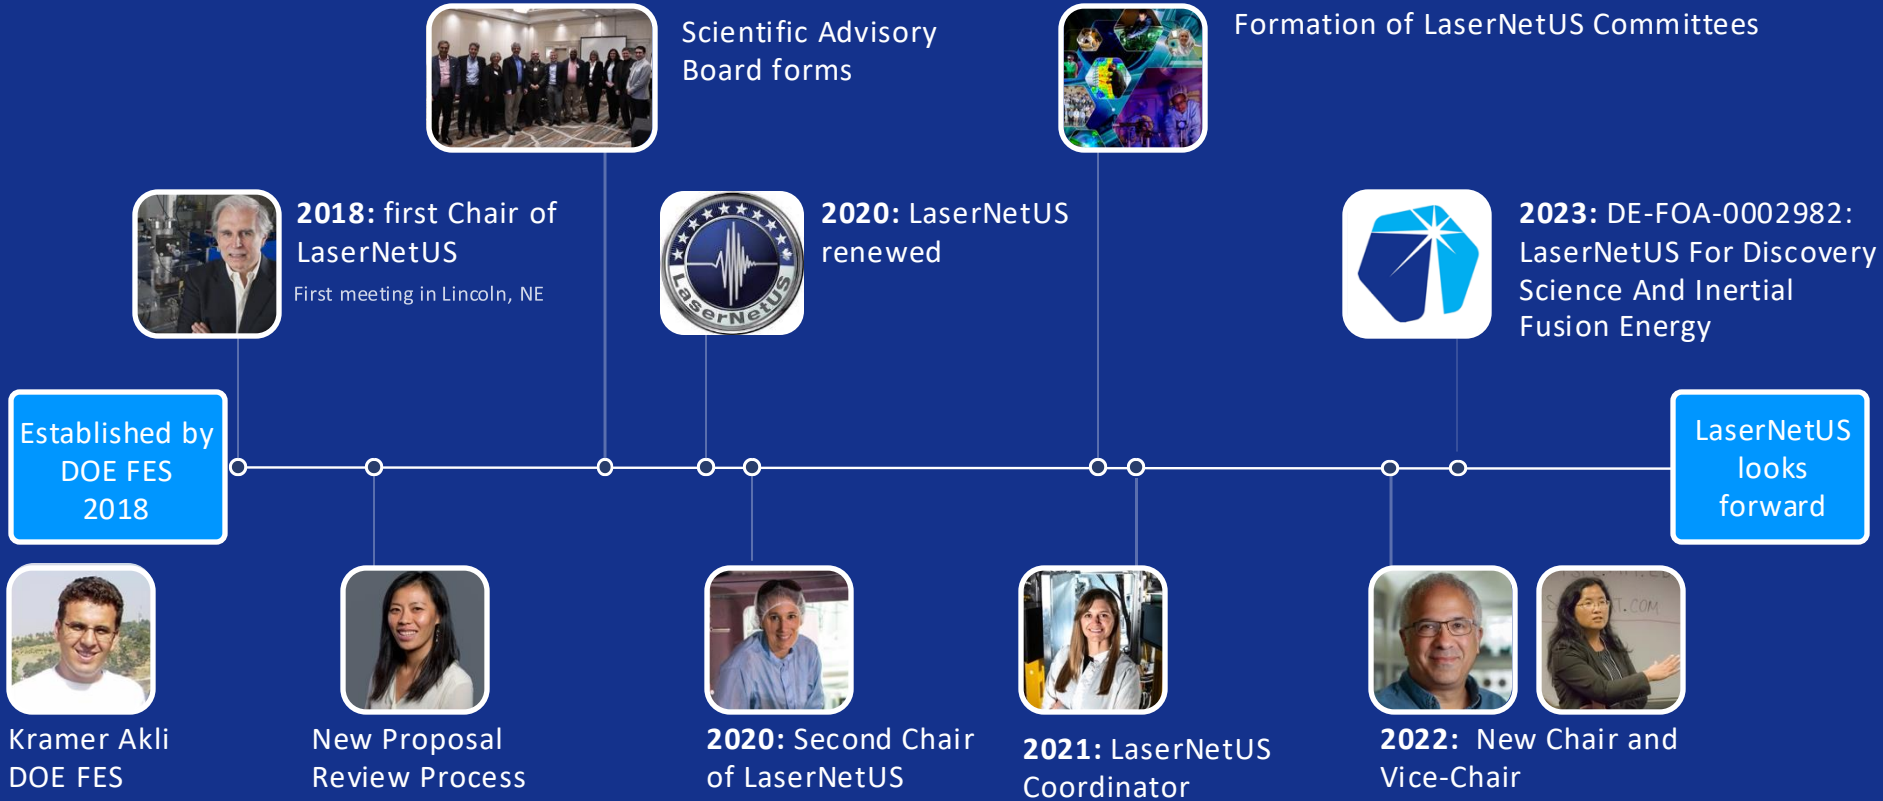 Scientific Advisory
Board forms
Formation of LaserNetUS Committees
2018: first Chair of
LaserNetUS
First meeting in Lincoln, NE
LaserNetUS
2020: LaserNetUS
renewed
2023: DE-FOA-0002982:
LaserNetUS For Discovery
Science And Inertial
Fusion Energy
Established by
DOE FES
2018
LaserNetUS
looks
forward
Kramer Akli
DOE FES
New Proposal
Review Process
2020: Second Chair
of LaserNetUS
2021: LaserNetUS
Coordinator
2022: New Chair and
Vice-Chair